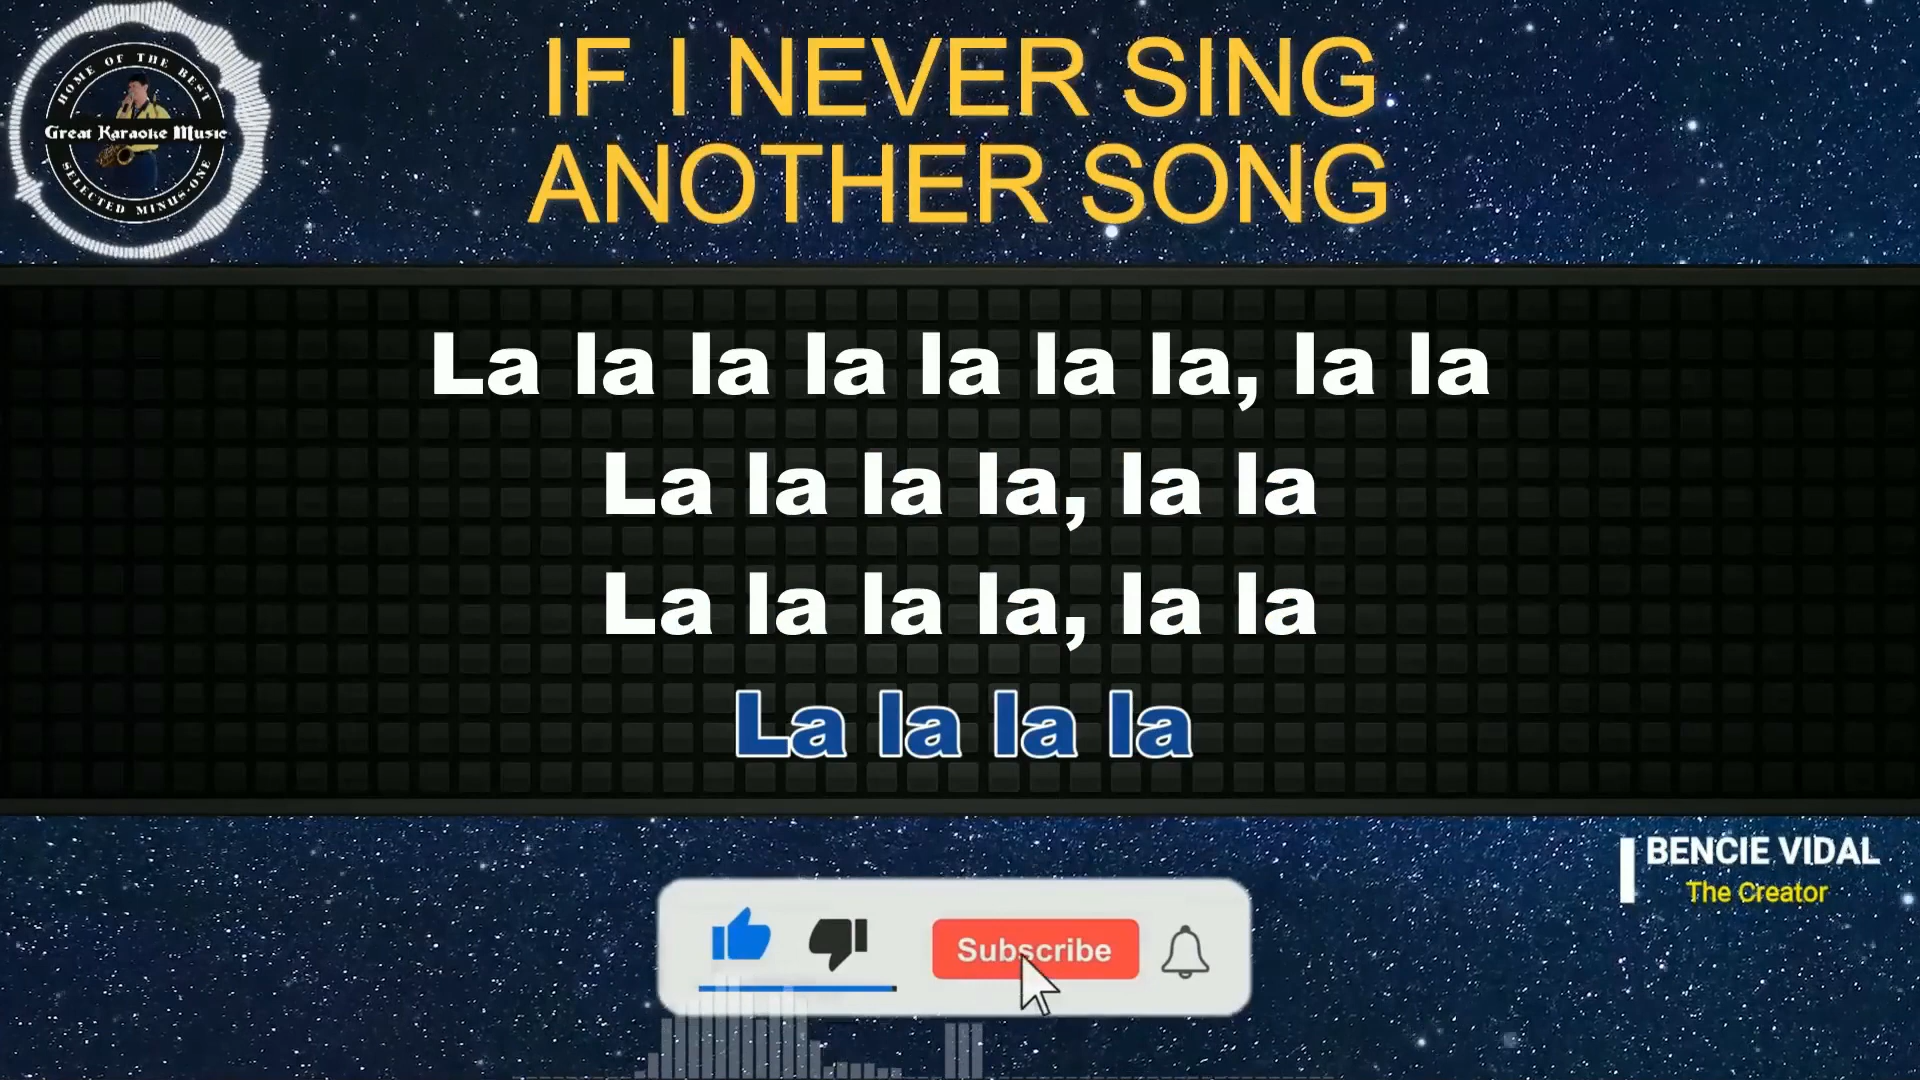 HOME OF THE BEST
Great Karaoke Music
SELECTED MINUS-ONE
IF I NEVER SING
ANOTHER SONG
La la la la la la la, la la
La la la la, la la
La la la la, la la
La la la la
BENCIE VIDAL
The Creator
Subscribe